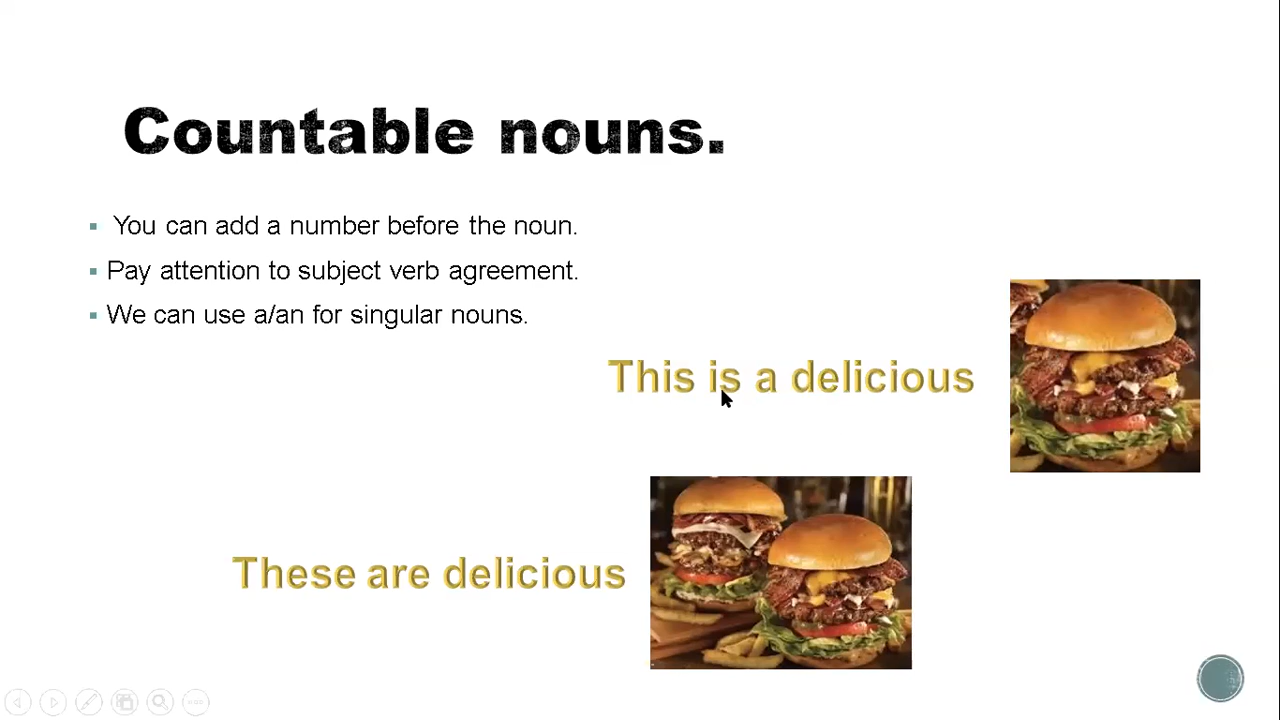 Countable nouns.
You can add a number before the noun.
Pay attention to subject verb agreement.
We can use a/an for singular nouns.
This is a delicious
These are delicious